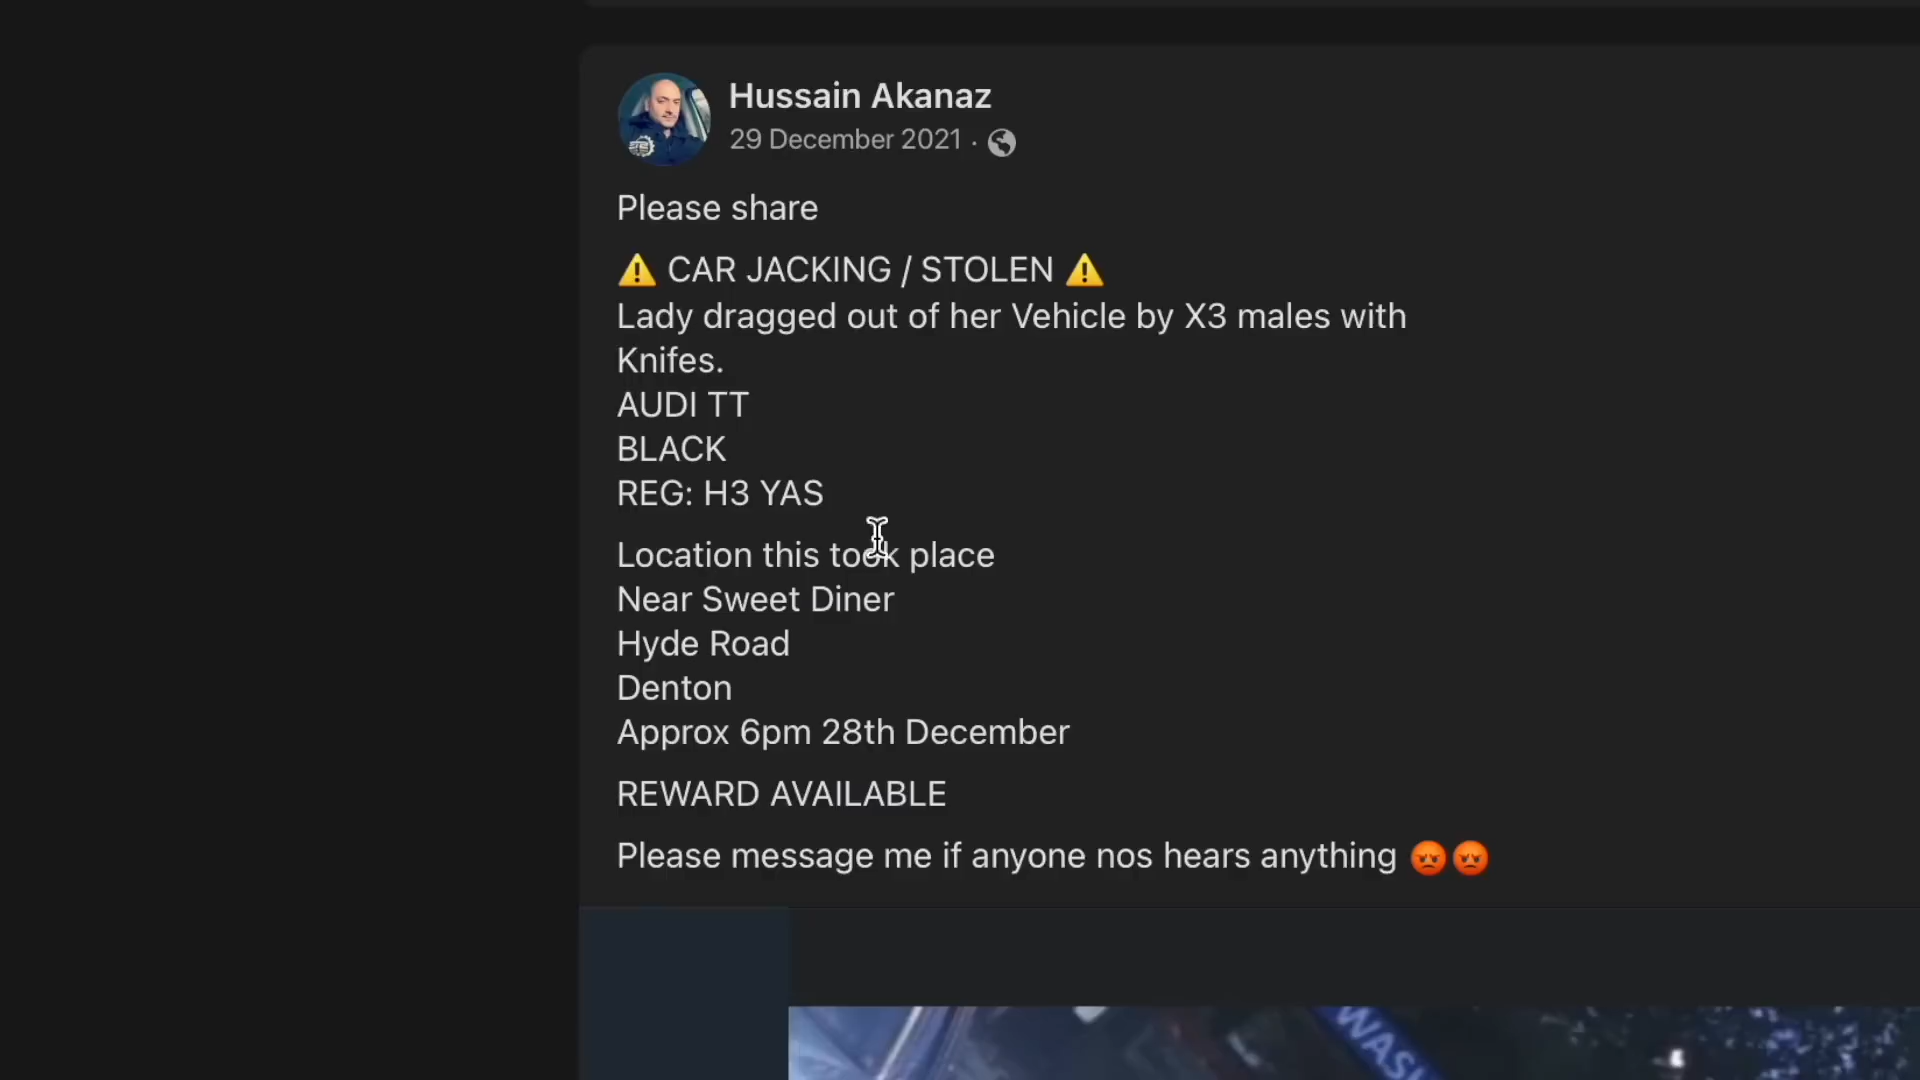 Hussain Akanaz
29 December 2021 ·
Please share
⚠️ CAR JACKING / STOLEN ⚠️
Lady dragged out of her Vehicle by X3 males with
Knifes.
AUDI TT
BLACK
REG: H3 YAS
Location this took place
Near Sweet Diner
Hyde Road
Denton
Approx 6pm 28th December
REWARD AVAILABLE
Please message me if anyone nos hears anything 😡😡